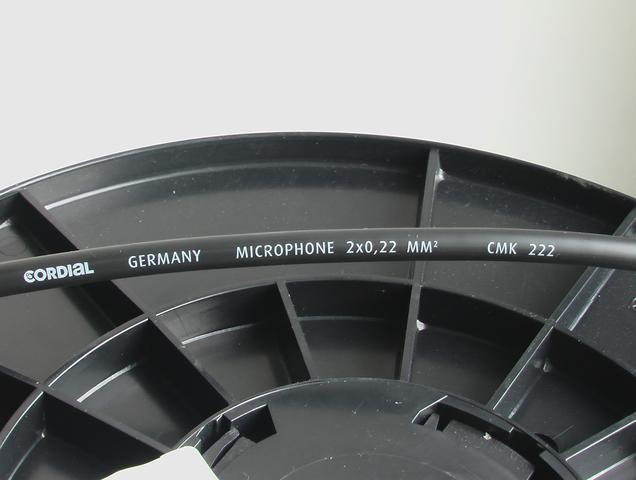 CORDIAL GERMANY MICROPHONE 2x0,22 MM² CMK 222